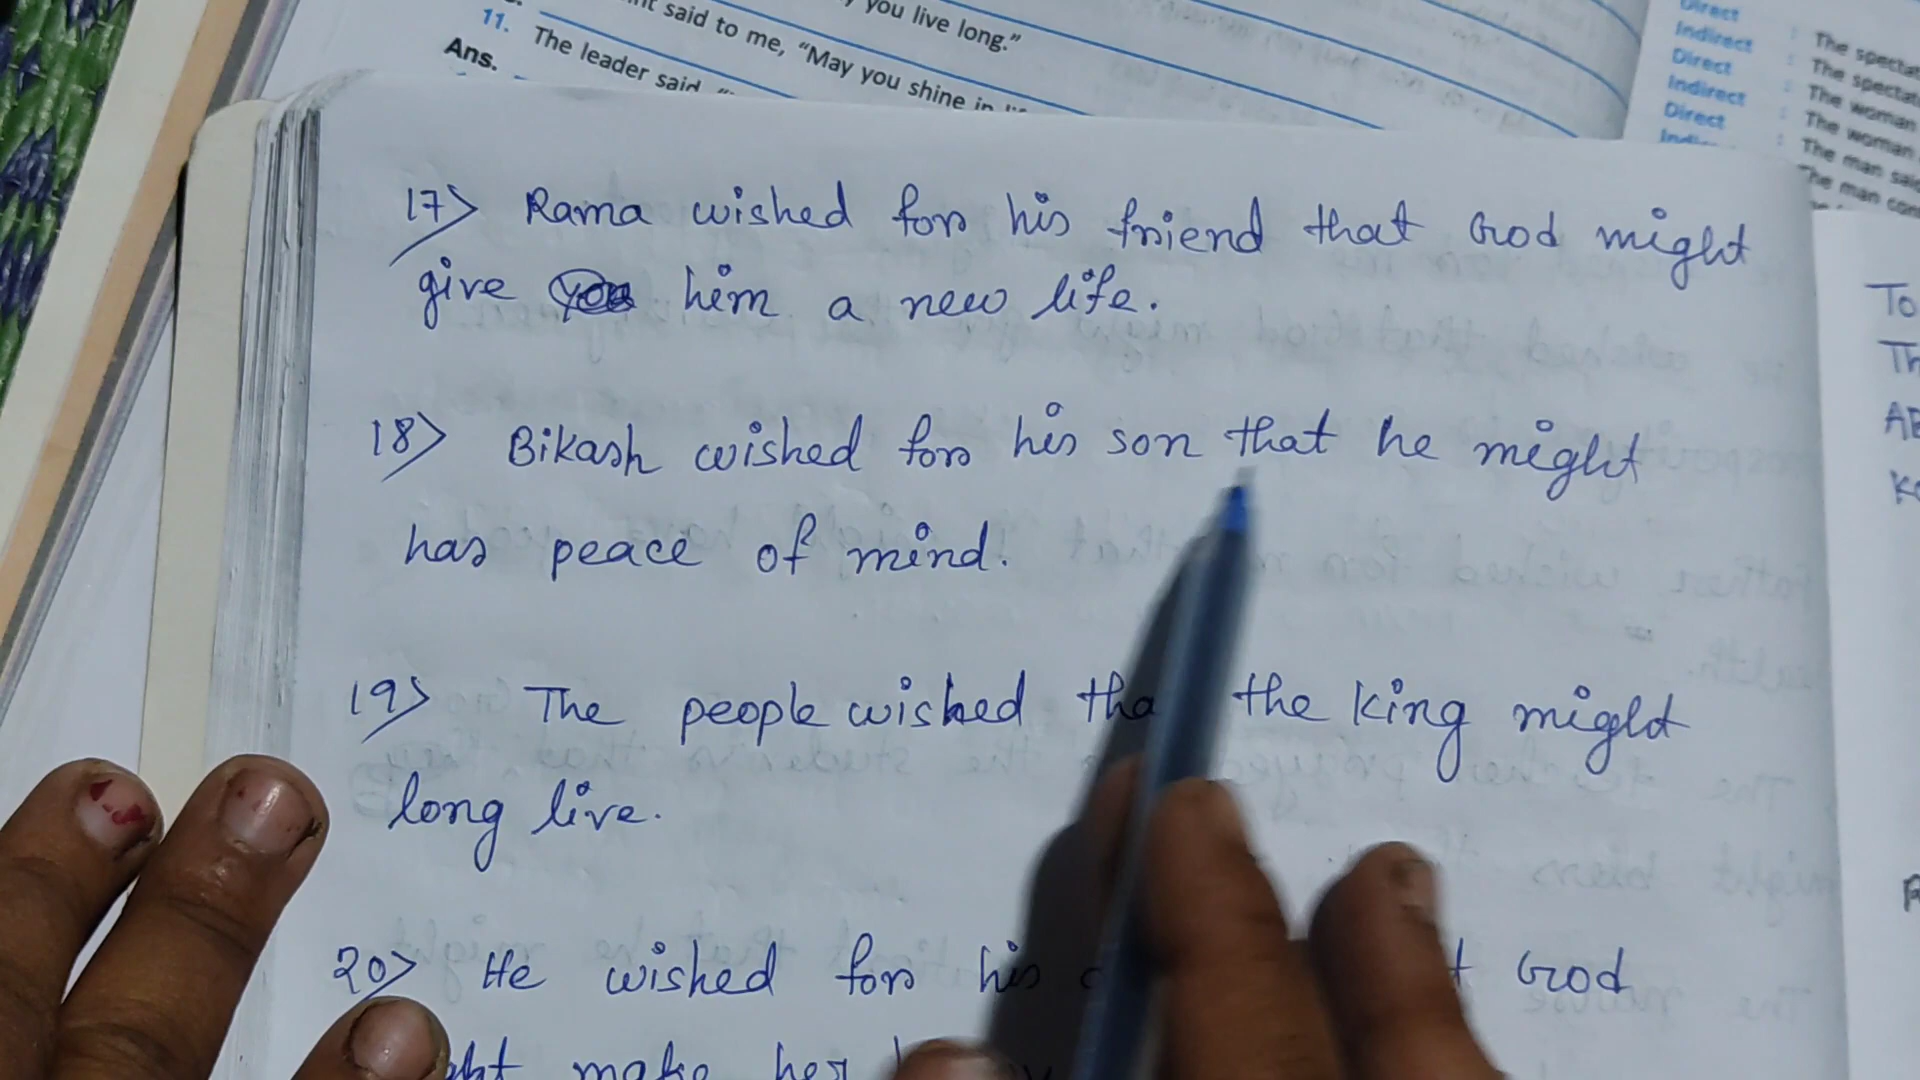 you live long."
said to me, "May you shine in
11. The leader said, "
Ans.
Direct
Indirect : The spectat
Direct : The spectat
Indirect : The woman
Direct : The woman
The man said
The man con
17> Rama wished for his friend that God might
give him a new life.
18> Bikash wished for his son that he might
has peace of mind.
19> The people wished tha the king might
long live.
20> He wished for his God
make her
To
Th